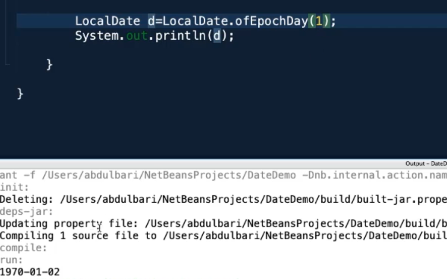 LocalDate d=LocalDate.ofEpochDay(1);
System.out.println(d);
}
}
Output - DateD
ant -f /Users/abdulbari/NetBeansProjects/DateDemo -Dnb.internal.action.nam
init:
Deleting: /Users/abdulbari/NetBeansProjects/DateDemo/build/built-jar.prope
deps-jar:
Updating property file: /Users/abdulbari/NetBeansProjects/DateDemo/build/b
Compiling 1 source file to /Users/abdulbari/NetBeansProjects/DateDemo/buil
compile:
run:
1970-01-02